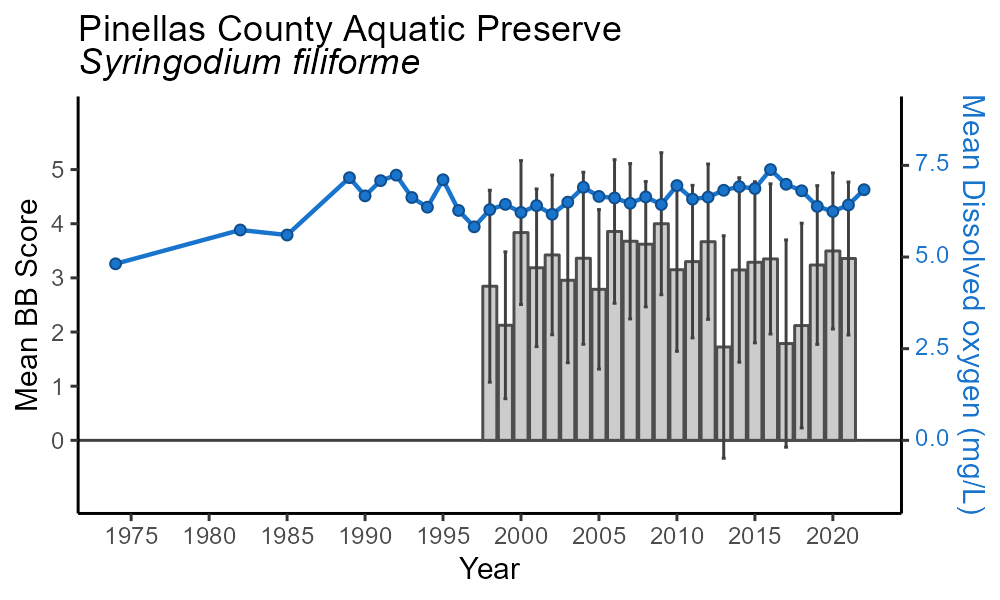 Pinellas County Aquatic Preserve
Syringodium filiforme
Mean BB Score
5
4
3
2
1
0
7.5
5.0
2.5
0.0
Mean Dissolved oxygen (mg/L)
1975 1980 1985 1990 1995 2000 2005 2010 2015 2020
Year